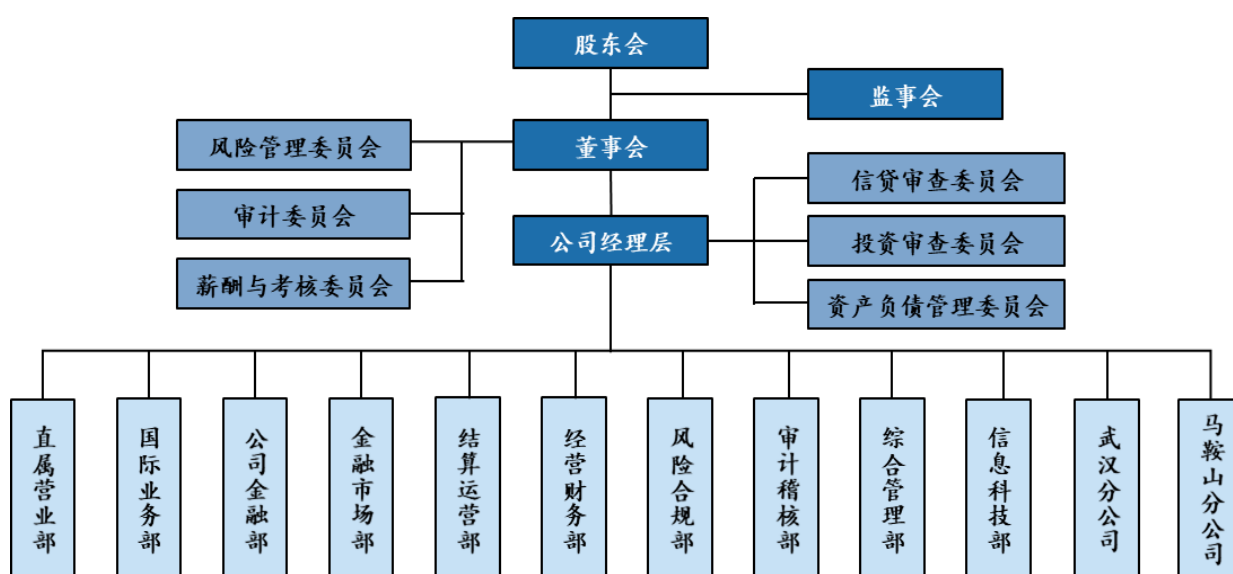 股东会
监事会
董事会
风险管理委员会
审计委员会
薪酬与考核委员会
公司经理层
信贷审查委员会
投资审查委员会
资产负债管理委员会
直属营业部
国际业务部
公司金融部
金融市场部
结算运营部
经营财务部
风险合规部
审计稽核部
综合管理部
信息科技部
武汉分公司
马鞍山分公司